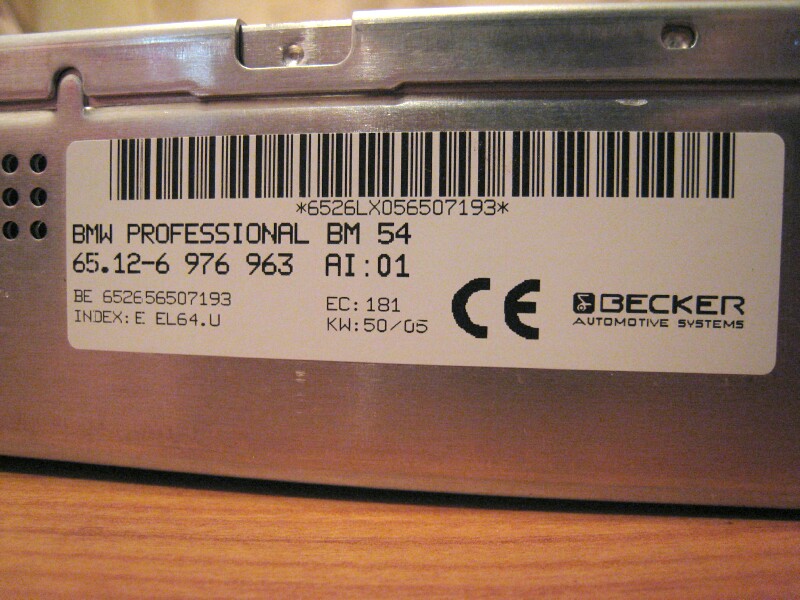 *6526LX056507193*
BMW PROFESSIONAL BM 54
65.12-6 976 963 AI:01
BE 652656507193
INDEX: E EL64.U
EC: 181
KW: 50/05
CE
BECKER
AUTOMOTIVE SYSTEMS